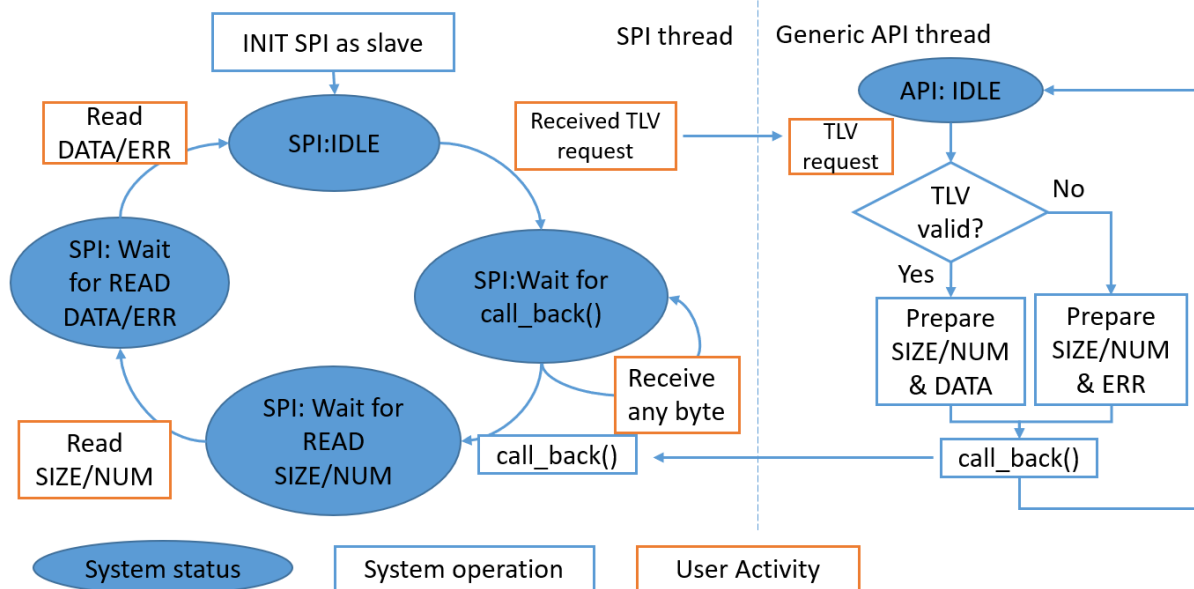 INIT SPI as slave
SPI thread
Generic API thread
Read
DATA/ERR
SPI:IDLE
Received TLV
request
TLV
request
API: IDLE
TLV
valid?
No
Yes
SPI: Wait
for READ
DATA/ERR
SPI:Wait for
call_back()
Prepare
SIZE/NUM
& DATA
Prepare
SIZE/NUM
& ERR
Receive
any byte
SPI: Wait for
READ
SIZE/NUM
Read
SIZE/NUM
call_back()
call_back()
System status
System operation
User Activity